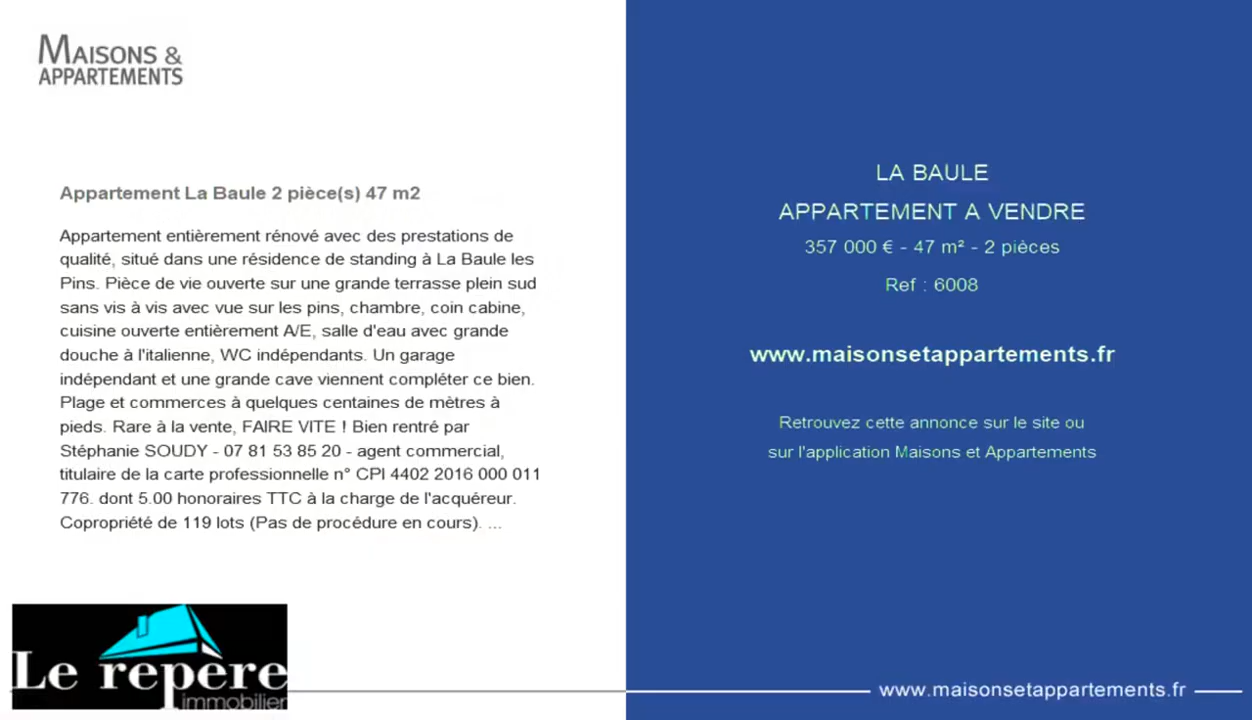 MAISONS &
APPARTEMENTS
Appartement La Baule 2 pièce(s) 47 m2
Appartement entièrement rénové avec des prestations de
qualité, situé dans une résidence de standing à La Baule les
Pins. Pièce de vie ouverte sur une grande terrasse plein sud
sans vis à vis avec vue sur les pins, chambre, coin cabine,
cuisine ouverte entièrement A/E, salle d'eau avec grande
douche à l'italienne, WC indépendants. Un garage
indépendant et une grande cave viennent compléter ce bien.
Plage et commerces à quelques centaines de mètres à
pieds. Rare à la vente, FAIRE VITE ! Bien rentré par
Stéphanie SOUDY - 07 81 53 85 20 - agent commercial,
titulaire de la carte professionnelle n° CPI 4402 2016 000 011
776. dont 5.00 honoraires TTC à la charge de l'acquéreur.
Copropriété de 119 lots (Pas de procédure en cours). ...
Le repère
immobilier
LA BAULE
APPARTEMENT A VENDRE
357 000 € - 47 m² - 2 pièces
Ref : 6008
www.maisonsetappartements.fr
Retrouvez cette annonce sur le site ou
sur l'application Maisons et Appartements
www.maisonsetappartements.fr